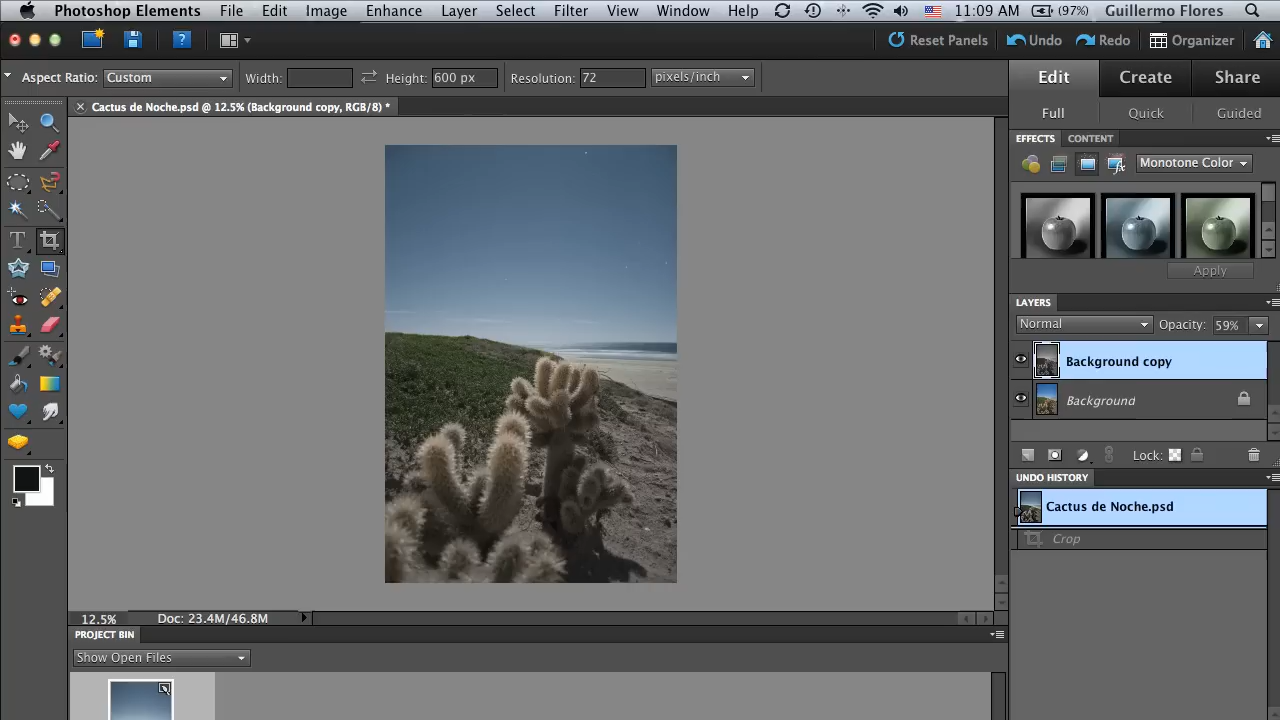 Photoshop Elements File Edit Image Enhance Layer Select Filter View Window Help 11:09 AM (97%) Guillermo Flores
Reset Panels Undo Redo Organizer
Aspect Ratio: Custom Width: Height: 600 px Resolution: 72 pixels/inch
Edit Create Share
Cactus de Noche.psd @ 12.5% (Background copy, RGB/8) *
Full Quick Guided
EFFECTS CONTENT
Monotone Color
Apply
LAYERS
Normal Opacity: 59%
Background copy
Background
Lock:
UNDO HISTORY
Cactus de Noche.psd
Crop
12.5% Doc: 23.4M/46.8M
PROJECT BIN
Show Open Files